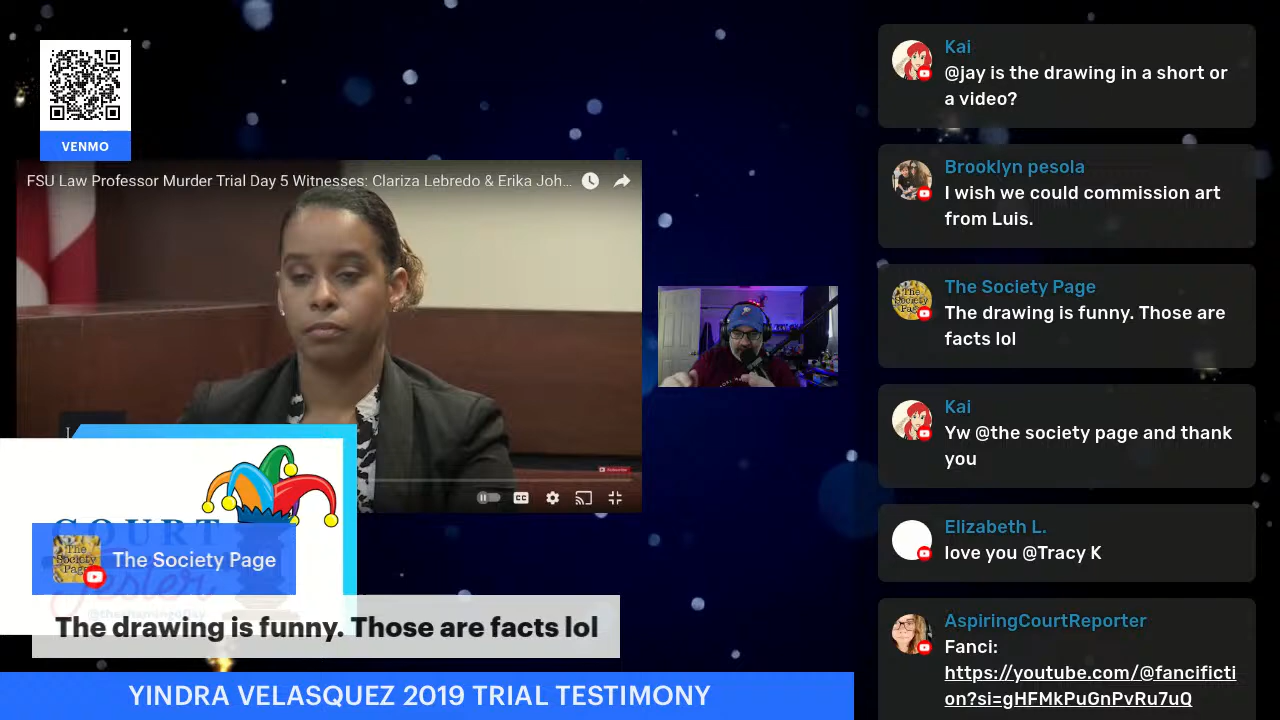 VENMO
FSU Law Professor Murder Trial Day 5 Witnesses: Clariza Lebredo & Erika Joh...
CC
COURT
Jester
The Society Page
The drawing is funny. Those are facts lol
YINDRA VELASQUEZ 2019 TRIAL TESTIMONY
Kai
@jay is the drawing in a short or
a video?
Brooklyn pesola
I wish we could commission art
from Luis.
The Society Page
The drawing is funny. Those are
facts lol
Kai
Yw @the society page and thank
you
Elizabeth L.
love you @Tracy K
AspiringCourtReporter
Fanci:
https://youtube.com/@fancificti
on?si=gHFMkPuGnPvRu7uQ